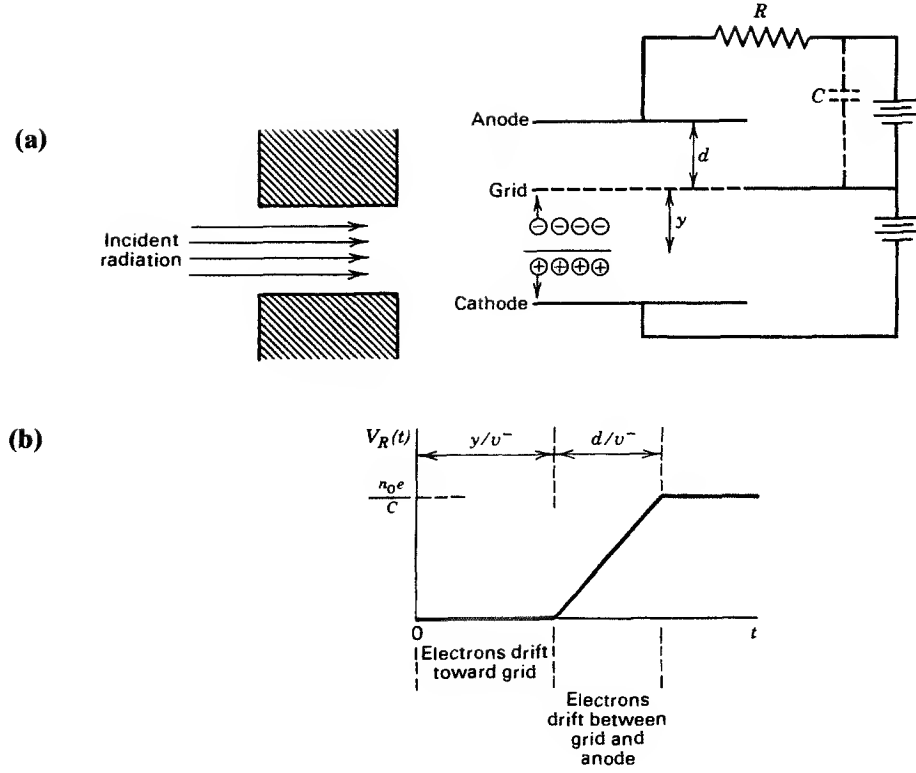 (a)
Incident
radiation
R
C
Anode
d
Grid
y
Cathode
(b)
V_R(t)
y/v⁻
d/v⁻
n₀e
C
0
t
Electrons drift
toward grid
Electrons
drift between
grid and
anode